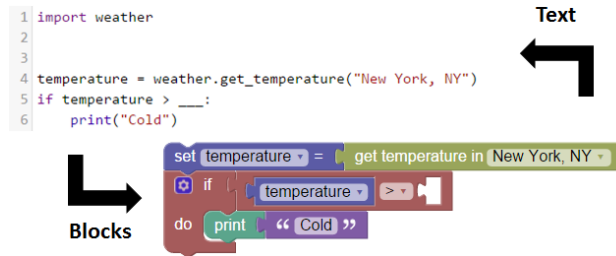 Text
1 import weather
2
3
4 temperature = weather.get_temperature("New York, NY")
5 if temperature > ___:
6     print("Cold")
set temperature = get temperature in New York, NY
if temperature >
do print “ Cold ”
Blocks